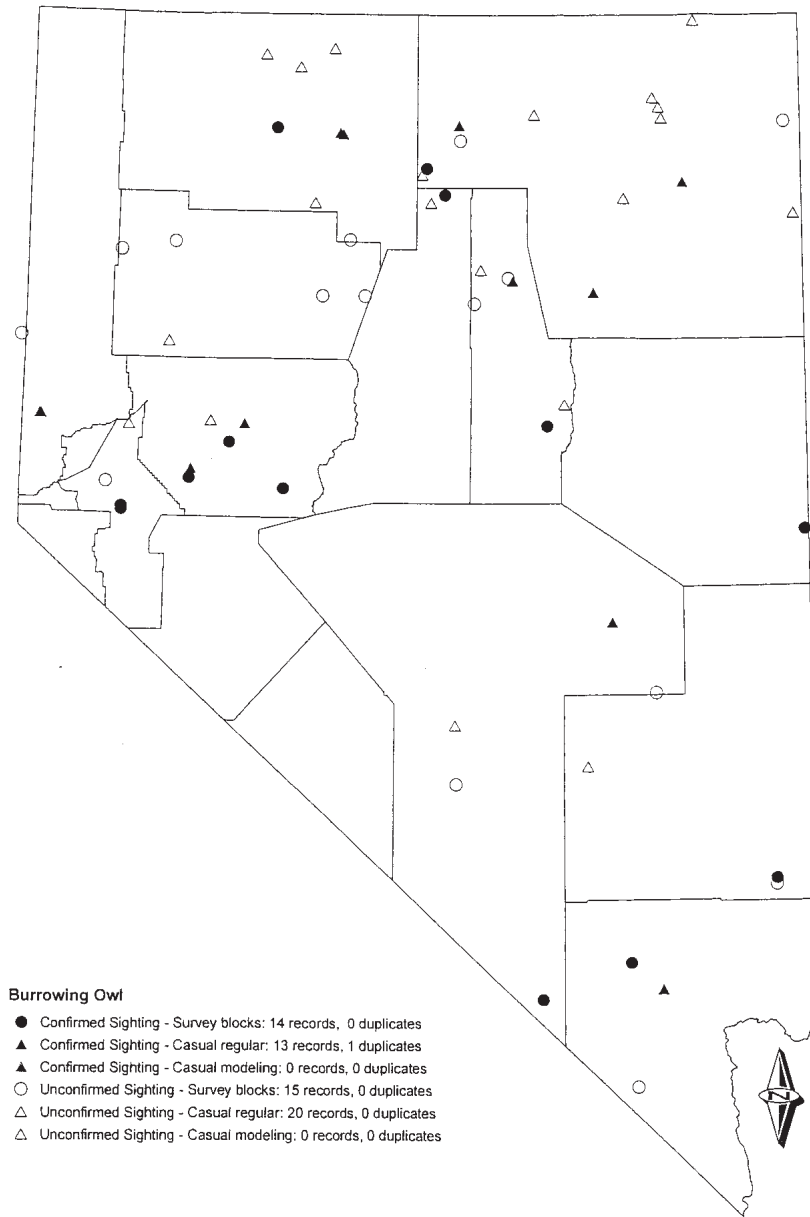 Burrowing Owl
Confirmed Sighting - Survey blocks: 14 records, 0 duplicates
Confirmed Sighting - Casual regular: 13 records, 1 duplicates
Confirmed Sighting - Casual modeling: 0 records, 0 duplicates
Unconfirmed Sighting - Survey blocks: 15 records, 0 duplicates
Unconfirmed Sighting - Casual regular: 20 records, 0 duplicates
Unconfirmed Sighting - Casual modeling: 0 records, 0 duplicates
N